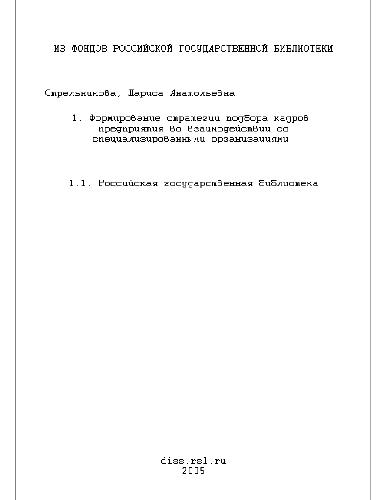 ИЗ ФОНДОВ РОССИЙСКОЙ ГОСУДАРСТВЕННОЙ БИБЛИОТЕКИ
Стрельникова, Лариса Анатольевна
1. Формирование стратегии подбора кадров
предприятия во взаимодействии со
специализированными организациями
1.1. Российская государственная библиотека
diss.rsl.ru
2005